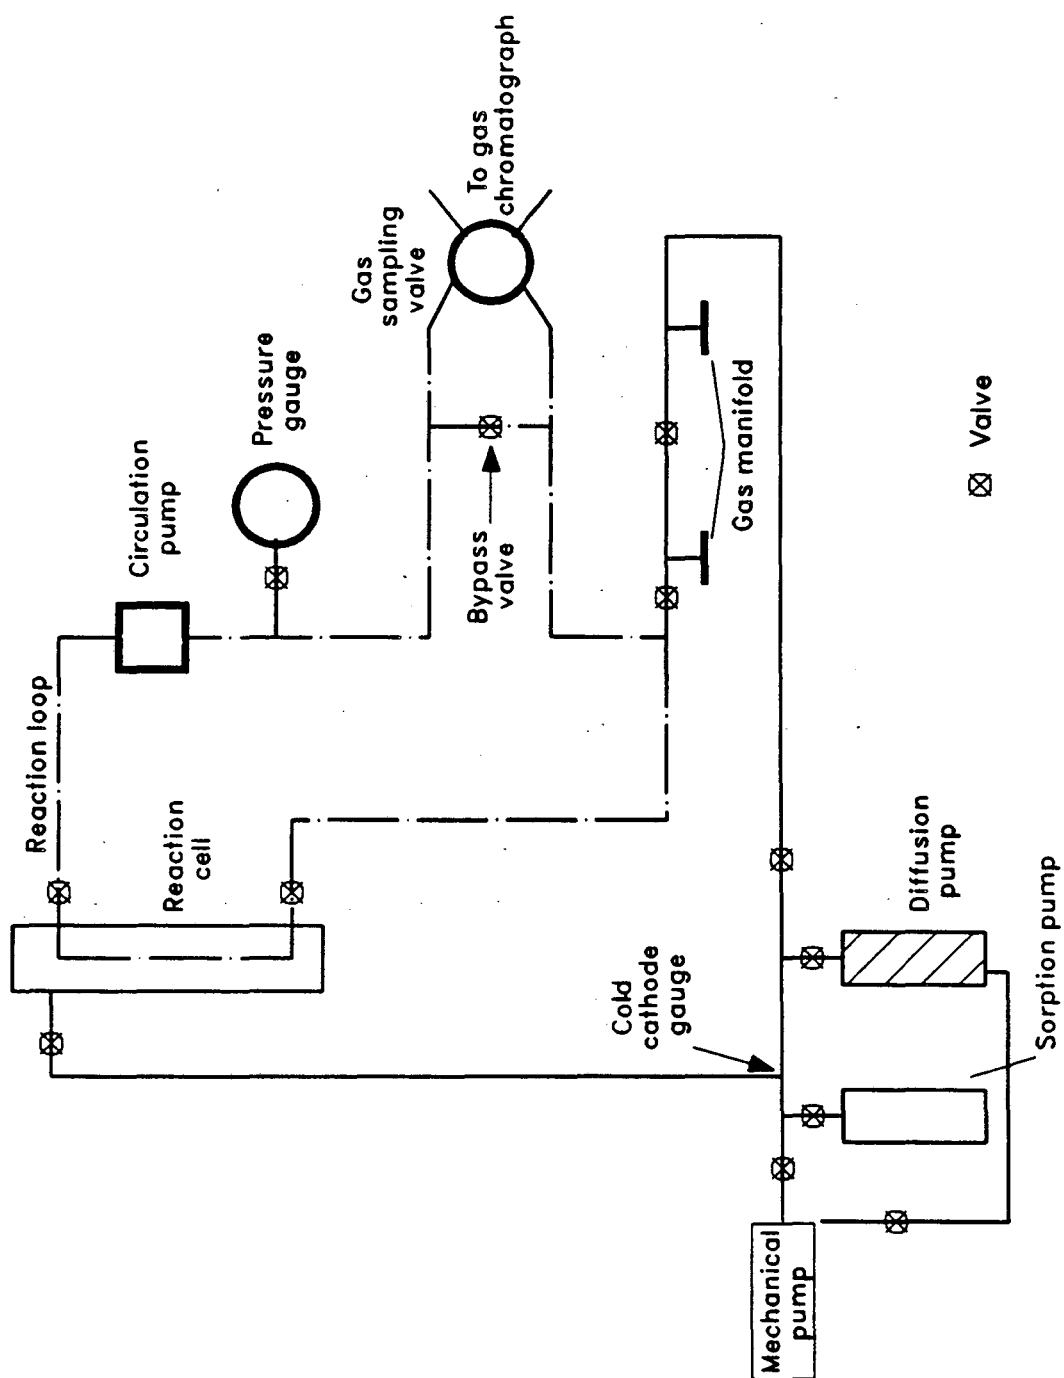 Reaction loop
Circulation
pump
Pressure
gauge
Gas
sampling
valve
To gas
chromatograph
Reaction
cell
Bypass
valve
Gas manifold
Valve
Cold
cathode
gauge
Diffusion
pump
Sorption pump
Mechanical
pump